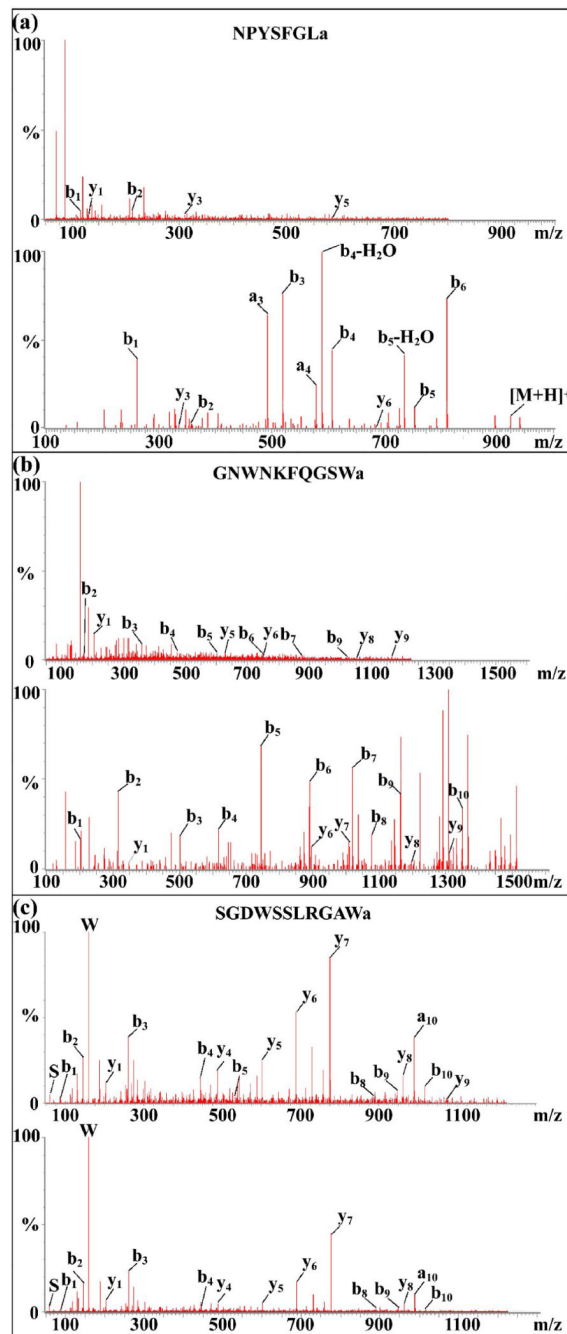 (a)
NPYSFGLa
100
%
0
b1 y1 b2 y3 y5
100 300 500 700 900 m/z
100
%
0
b1 y3 b2 a3 b3 b4-H2O a4 b4 y6 b5-H2O b5 b6 [M+H]+
100 300 500 700 900 m/z
(b)
GNWNKFQGSWa
100
%
0
b2 y1 b3 b4 b5 y5 b6 y6 b7 b9 y8 y9
100 300 500 700 900 1100 1300 1500 m/z
100
%
0
b1 b2 y1 b3 b4 b5 b6 y6 y7 b7 b8 b9 y8 y9 b10
100 300 500 700 900 1100 1300 1500 m/z
(c)
SGDWSSLRGAWa
100
%
0
S b1 b2 W y1 b3 b4 y4 b5 y5 y6 y7 b8 b9 y8 a10 b10 y9
100 300 500 700 900 1100 m/z
100
%
0
S b1 b2 W y1 b3 b4 y4 y5 y6 y7 b8 b9 y8 a10 b10
100 300 500 700 900 1100 m/z